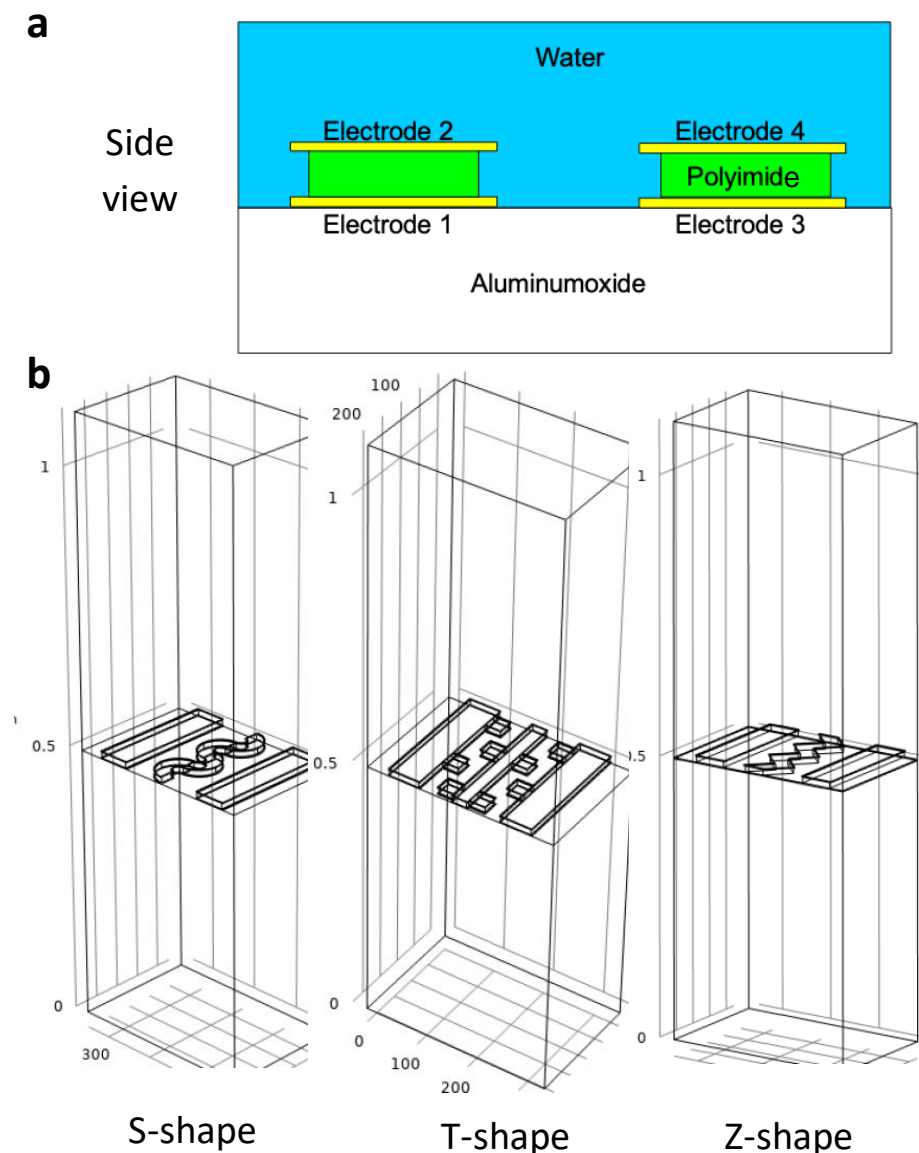 a
Side
view
Water
Electrode 2
Electrode 4
Polyimide
Electrode 1
Electrode 3
Aluminumoxide
b
1
0.5
0
300
100
200
1
0.5
0
0
100
200
1
0.5
0
S-shape
T-shape
Z-shape